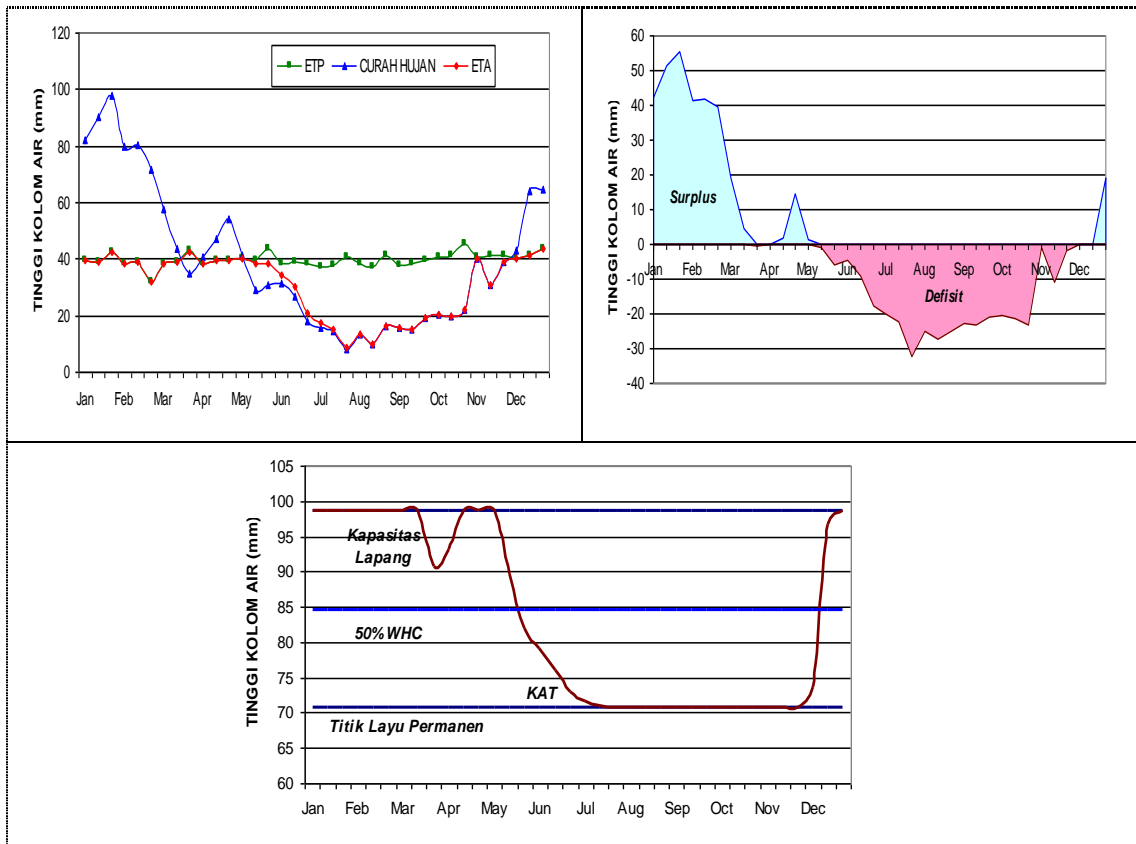 TINGGI KOLOM AIR (mm)
120
100
80
60
40
20
0
ETP CURAH HUJAN ETA
Jan Feb Mar Apr May Jun Jul Aug Sep Oct Nov Dec
TINGGI KOLOM AIR (mm)
60
50
40
30
20
10
0
-10
-20
-30
-40
Surplus
Jan Feb Mar Apr May Jun Jul Aug Sep Oct Nov Dec
Defisit
TINGGI KOLOM AIR (mm)
105
100
95
90
85
80
75
70
65
60
Kapasitas
Lapang
50% WHC
KAT
Titik Layu Permanen
Jan Feb Mar Apr May Jun Jul Aug Sep Oct Nov Dec